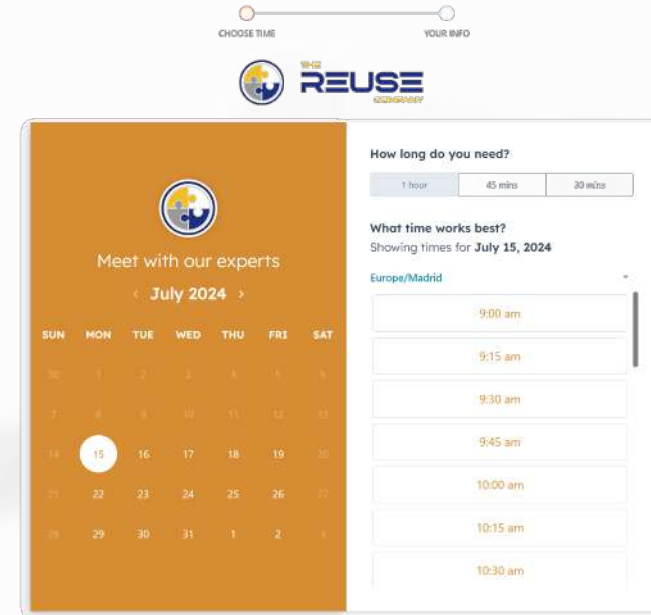 CHOOSE TIME
YOUR INFO
THE
REUSE
COMPANY
Meet with our experts
‹ July 2024 ›
SUN MON TUE WED THU FRI SAT
30 1 2 3 4 5 6
7 8 9 10 11 12 13
14 15 16 17 18 19 20
21 22 23 24 25 26 27
28 29 30 31 1 2 3
How long do you need?
1 hour 45 mins 30 mins
What time works best?
Showing times for July 15, 2024
Europe/Madrid
9:00 am
9:15 am
9:30 am
9:45 am
10:00 am
10:15 am
10:30 am